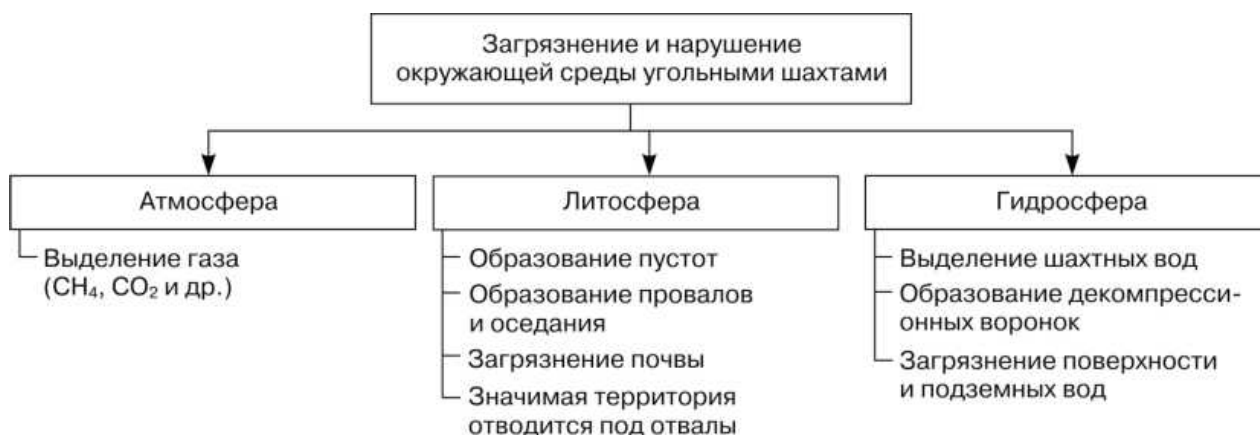 Загрязнение и нарушение
окружающей среды угольными шахтами
Атмосфера
Выделение газа
(CH₄, CO₂ и др.)
Литосфера
Образование пустот
Образование провалов
и оседания
Загрязнение почвы
Значимая территория
отводится под отвалы
Гидросфера
Выделение шахтных вод
Образование декомпресси-
онных воронок
Загрязнение поверхности
и подземных вод